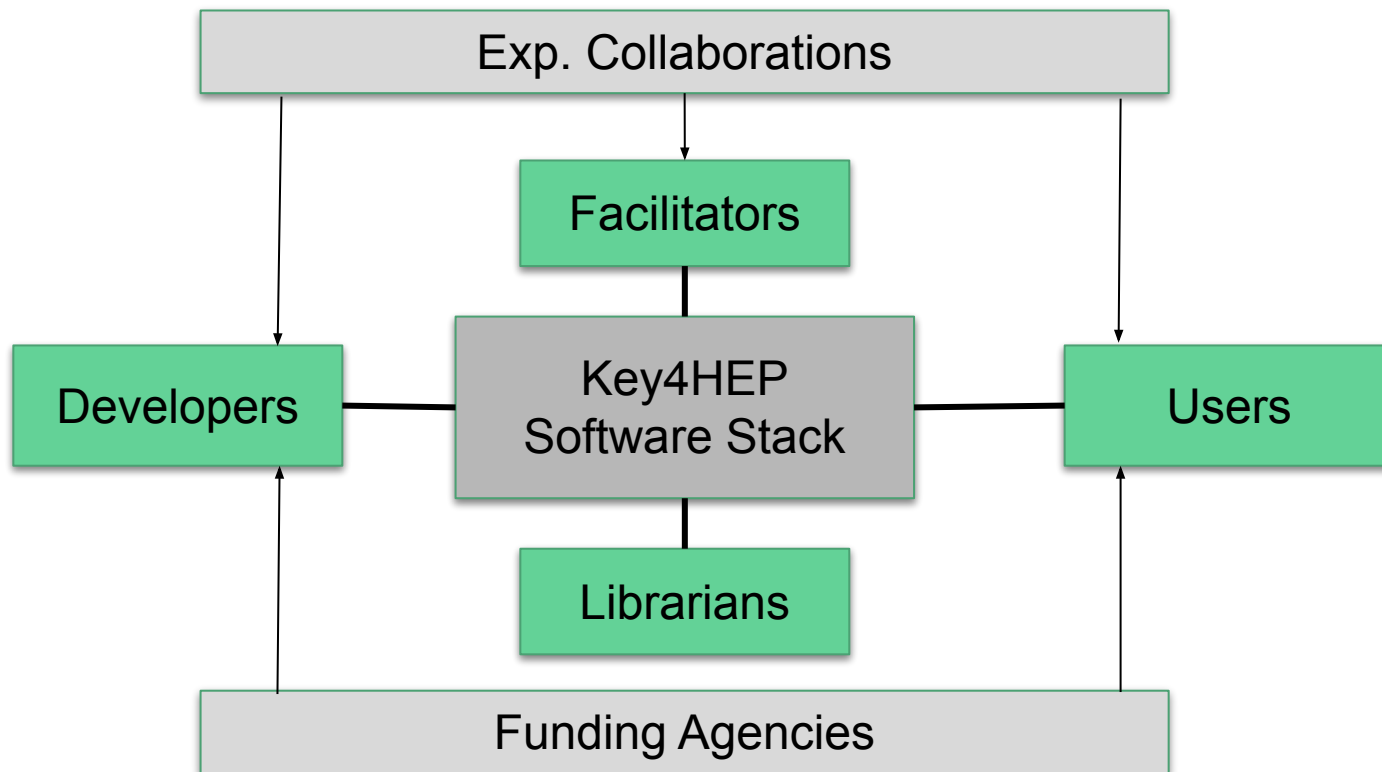 Exp. Collaborations
Facilitators
Developers
Key4HEP
Software Stack
Users
Librarians
Funding Agencies